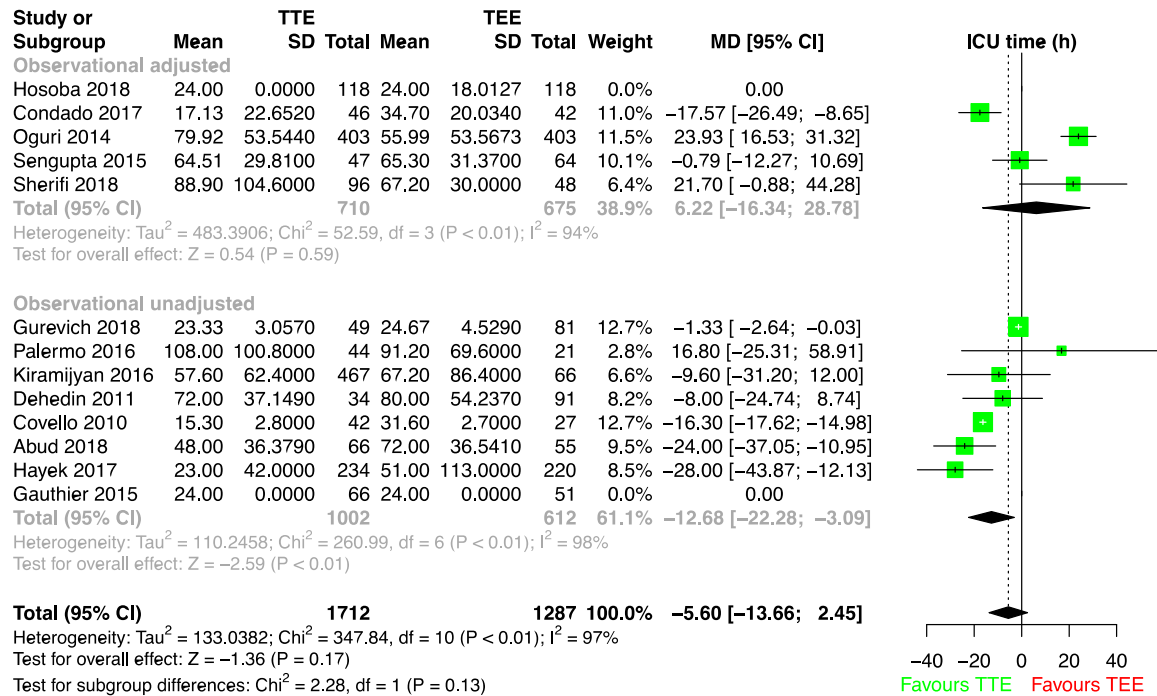 Study or TTE TEE
Subgroup Mean SD Total Mean SD Total Weight MD [95% CI] ICU time (h)
Observational adjusted
Hosoba 2018 24.00 0.0000 118 24.00 18.0127 118 0.0% 0.00
Condado 2017 17.13 22.6520 46 34.70 20.0340 42 11.0% −17.57 [−26.49; −8.65]
Oguri 2014 79.92 53.5440 403 55.99 53.5673 403 11.5% 23.93 [ 16.53; 31.32]
Sengupta 2015 64.51 29.8100 47 65.30 31.3700 64 10.1% −0.79 [−12.27; 10.69]
Sherifi 2018 88.90 104.6000 96 67.20 30.0000 48 6.4% 21.70 [ −0.88; 44.28]
Total (95% CI) 710 675 38.9% 6.22 [−16.34; 28.78]
Heterogeneity: Tau² = 483.3906; Chi² = 52.59, df = 3 (P < 0.01); I² = 94%
Test for overall effect: Z = 0.54 (P = 0.59)
Observational unadjusted
Gurevich 2018 23.33 3.0570 49 24.67 4.5290 81 12.7% −1.33 [ −2.64; −0.03]
Palermo 2016 108.00 100.8000 44 91.20 69.6000 21 2.8% 16.80 [−25.31; 58.91]
Kiramijyan 2016 57.60 62.4000 467 67.20 86.4000 66 6.6% −9.60 [−31.20; 12.00]
Dehedin 2011 72.00 37.1490 34 80.00 54.2370 91 8.2% −8.00 [−24.74; 8.74]
Covello 2010 15.30 2.8000 42 31.60 2.7000 27 12.7% −16.30 [−17.62; −14.98]
Abud 2018 48.00 36.3790 66 72.00 36.5410 55 9.5% −24.00 [−37.05; −10.95]
Hayek 2017 23.00 42.0000 234 51.00 113.0000 220 8.5% −28.00 [−43.87; −12.13]
Gauthier 2015 24.00 0.0000 66 24.00 0.0000 51 0.0% 0.00
Total (95% CI) 1002 612 61.1% −12.68 [−22.28; −3.09]
Heterogeneity: Tau² = 110.2458; Chi² = 260.99, df = 6 (P < 0.01); I² = 98%
Test for overall effect: Z = −2.59 (P < 0.01)
Total (95% CI) 1712 1287 100.0% −5.60 [−13.66; 2.45]
Heterogeneity: Tau² = 133.0382; Chi² = 347.84, df = 10 (P < 0.01); I² = 97%
Test for overall effect: Z = −1.36 (P = 0.17)
Test for subgroup differences: Chi² = 2.28, df = 1 (P = 0.13)
−40 −20 0 20 40
Favours TTE Favours TEE